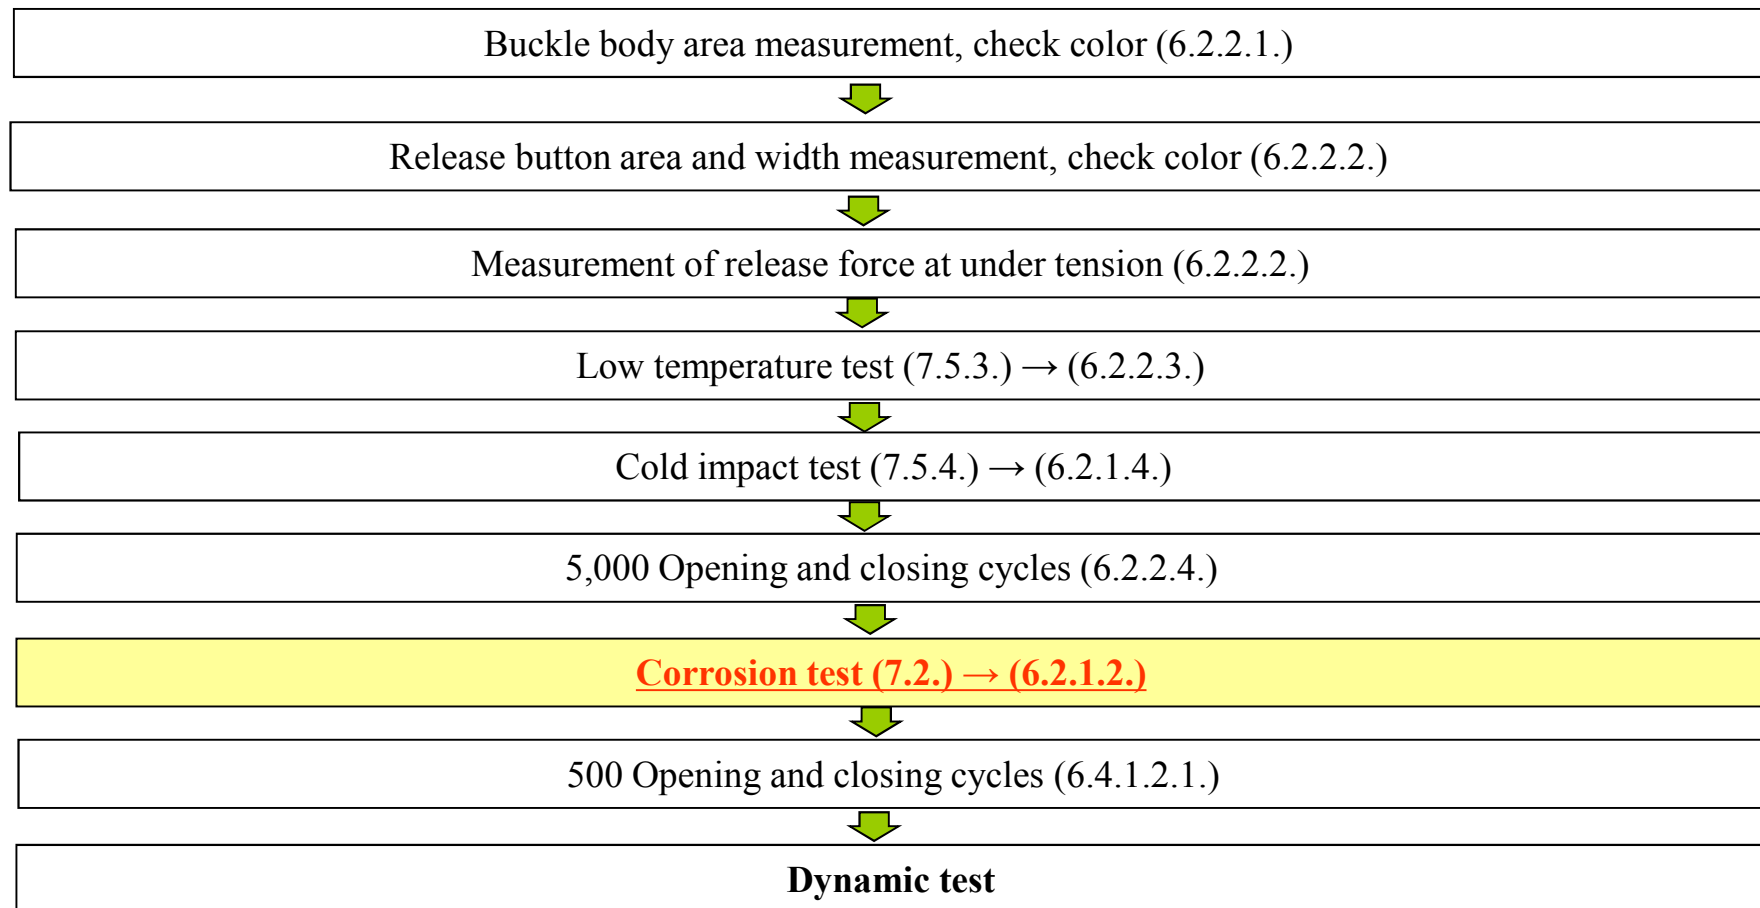 Buckle body area measurement, check color (6.2.2.1.)
Release button area and width measurement, check color (6.2.2.2.)
Measurement of release force at under tension (6.2.2.2.)
Low temperature test (7.5.3.) → (6.2.2.3.)
Cold impact test (7.5.4.) → (6.2.1.4.)
5,000 Opening and closing cycles (6.2.2.4.)
Corrosion test (7.2.) → (6.2.1.2.)
500 Opening and closing cycles (6.4.1.2.1.)
Dynamic test